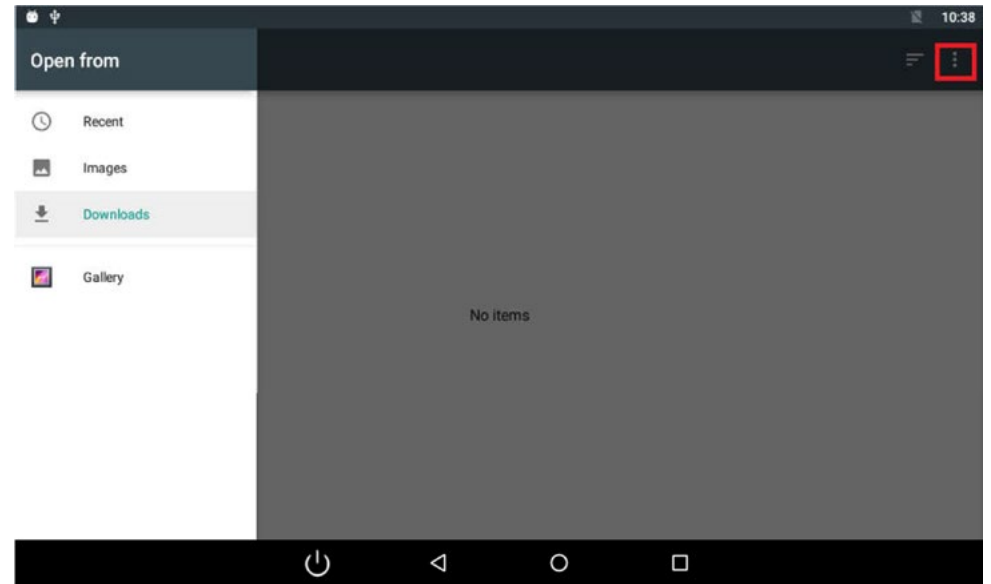 10:38
Open from
Recent
Images
Downloads
Gallery
No items